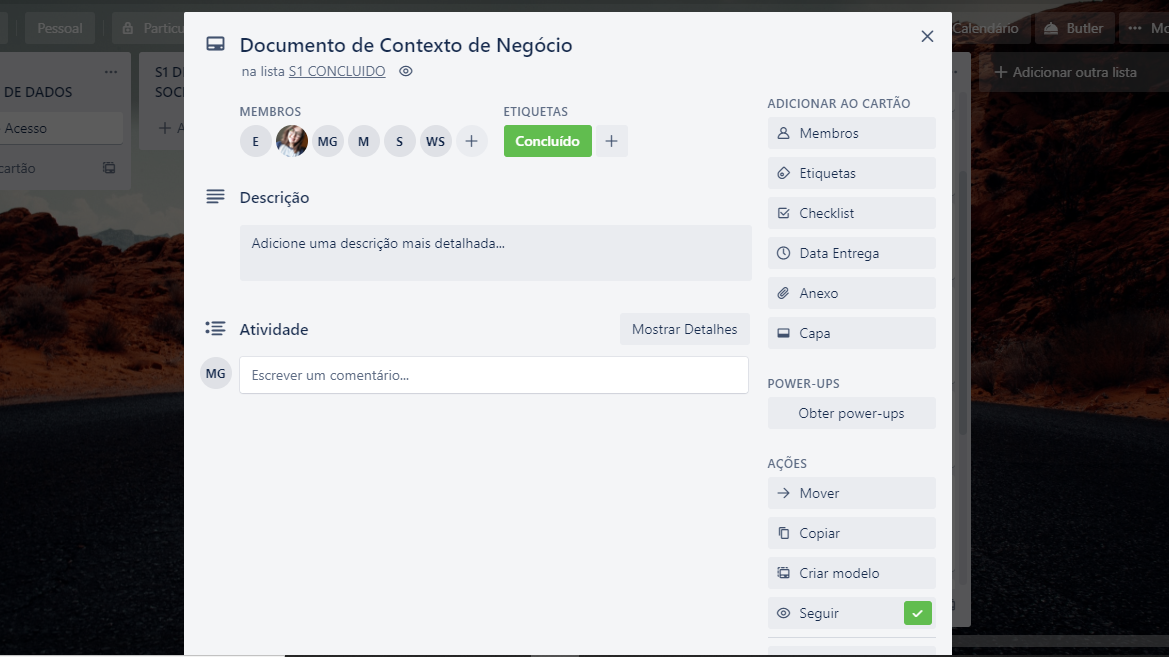 Pessoal
Particu
Calendário
Butler
Mo
Documento de Contexto de Negócio
na lista S1 CONCLUIDO
DE DADOS
Acesso
cartão
S1 D
SOC
A
Adicionar outra lista
MEMBROS
E MG M S WS
ETIQUETAS
Concluído
Descrição
Adicione uma descrição mais detalhada...
Atividade
Mostrar Detalhes
MG
Escrever um comentário...
ADICIONAR AO CARTÃO
Membros
Etiquetas
Checklist
Data Entrega
Anexo
Capa
POWER-UPS
Obter power-ups
AÇÕES
Mover
Copiar
Criar modelo
Seguir